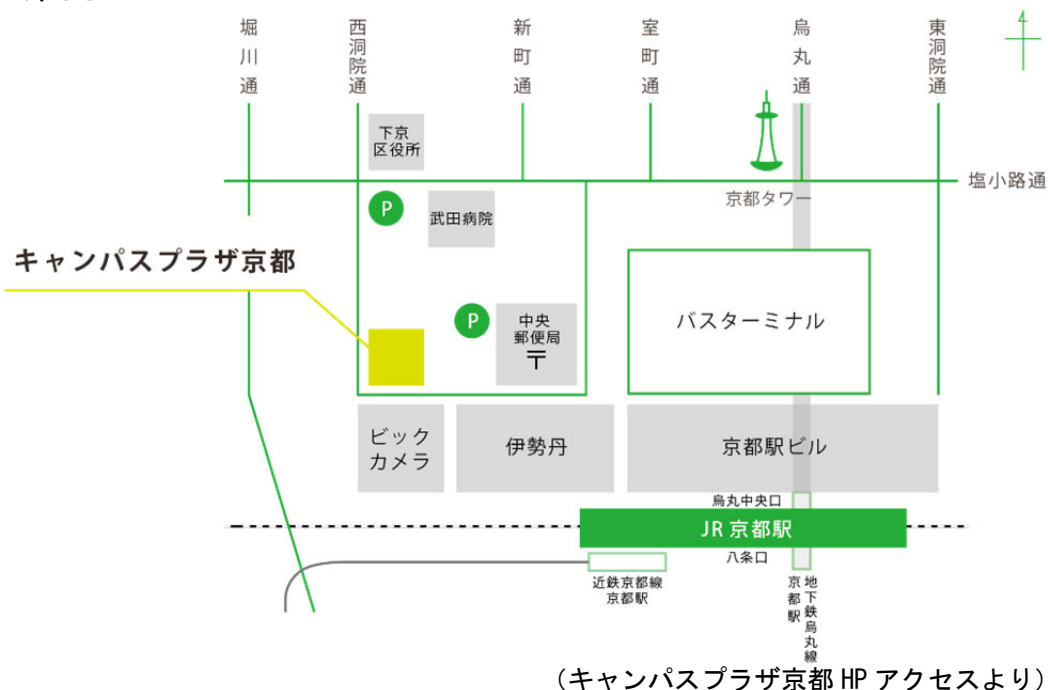 堀川通
西洞院通
新町通
室町通
烏丸通
東洞院通
下京
区役所
塩小路通
P
武田病院
京都タワー
キャンパスプラザ京都
P
中央
郵便局
〒
バスターミナル
ビック
カメラ
伊勢丹
京都駅ビル
烏丸中央口
JR 京都駅
八条口
近鉄京都線
京都駅
地下鉄烏丸線
京都駅
(キャンパスプラザ京都 HP アクセスより)